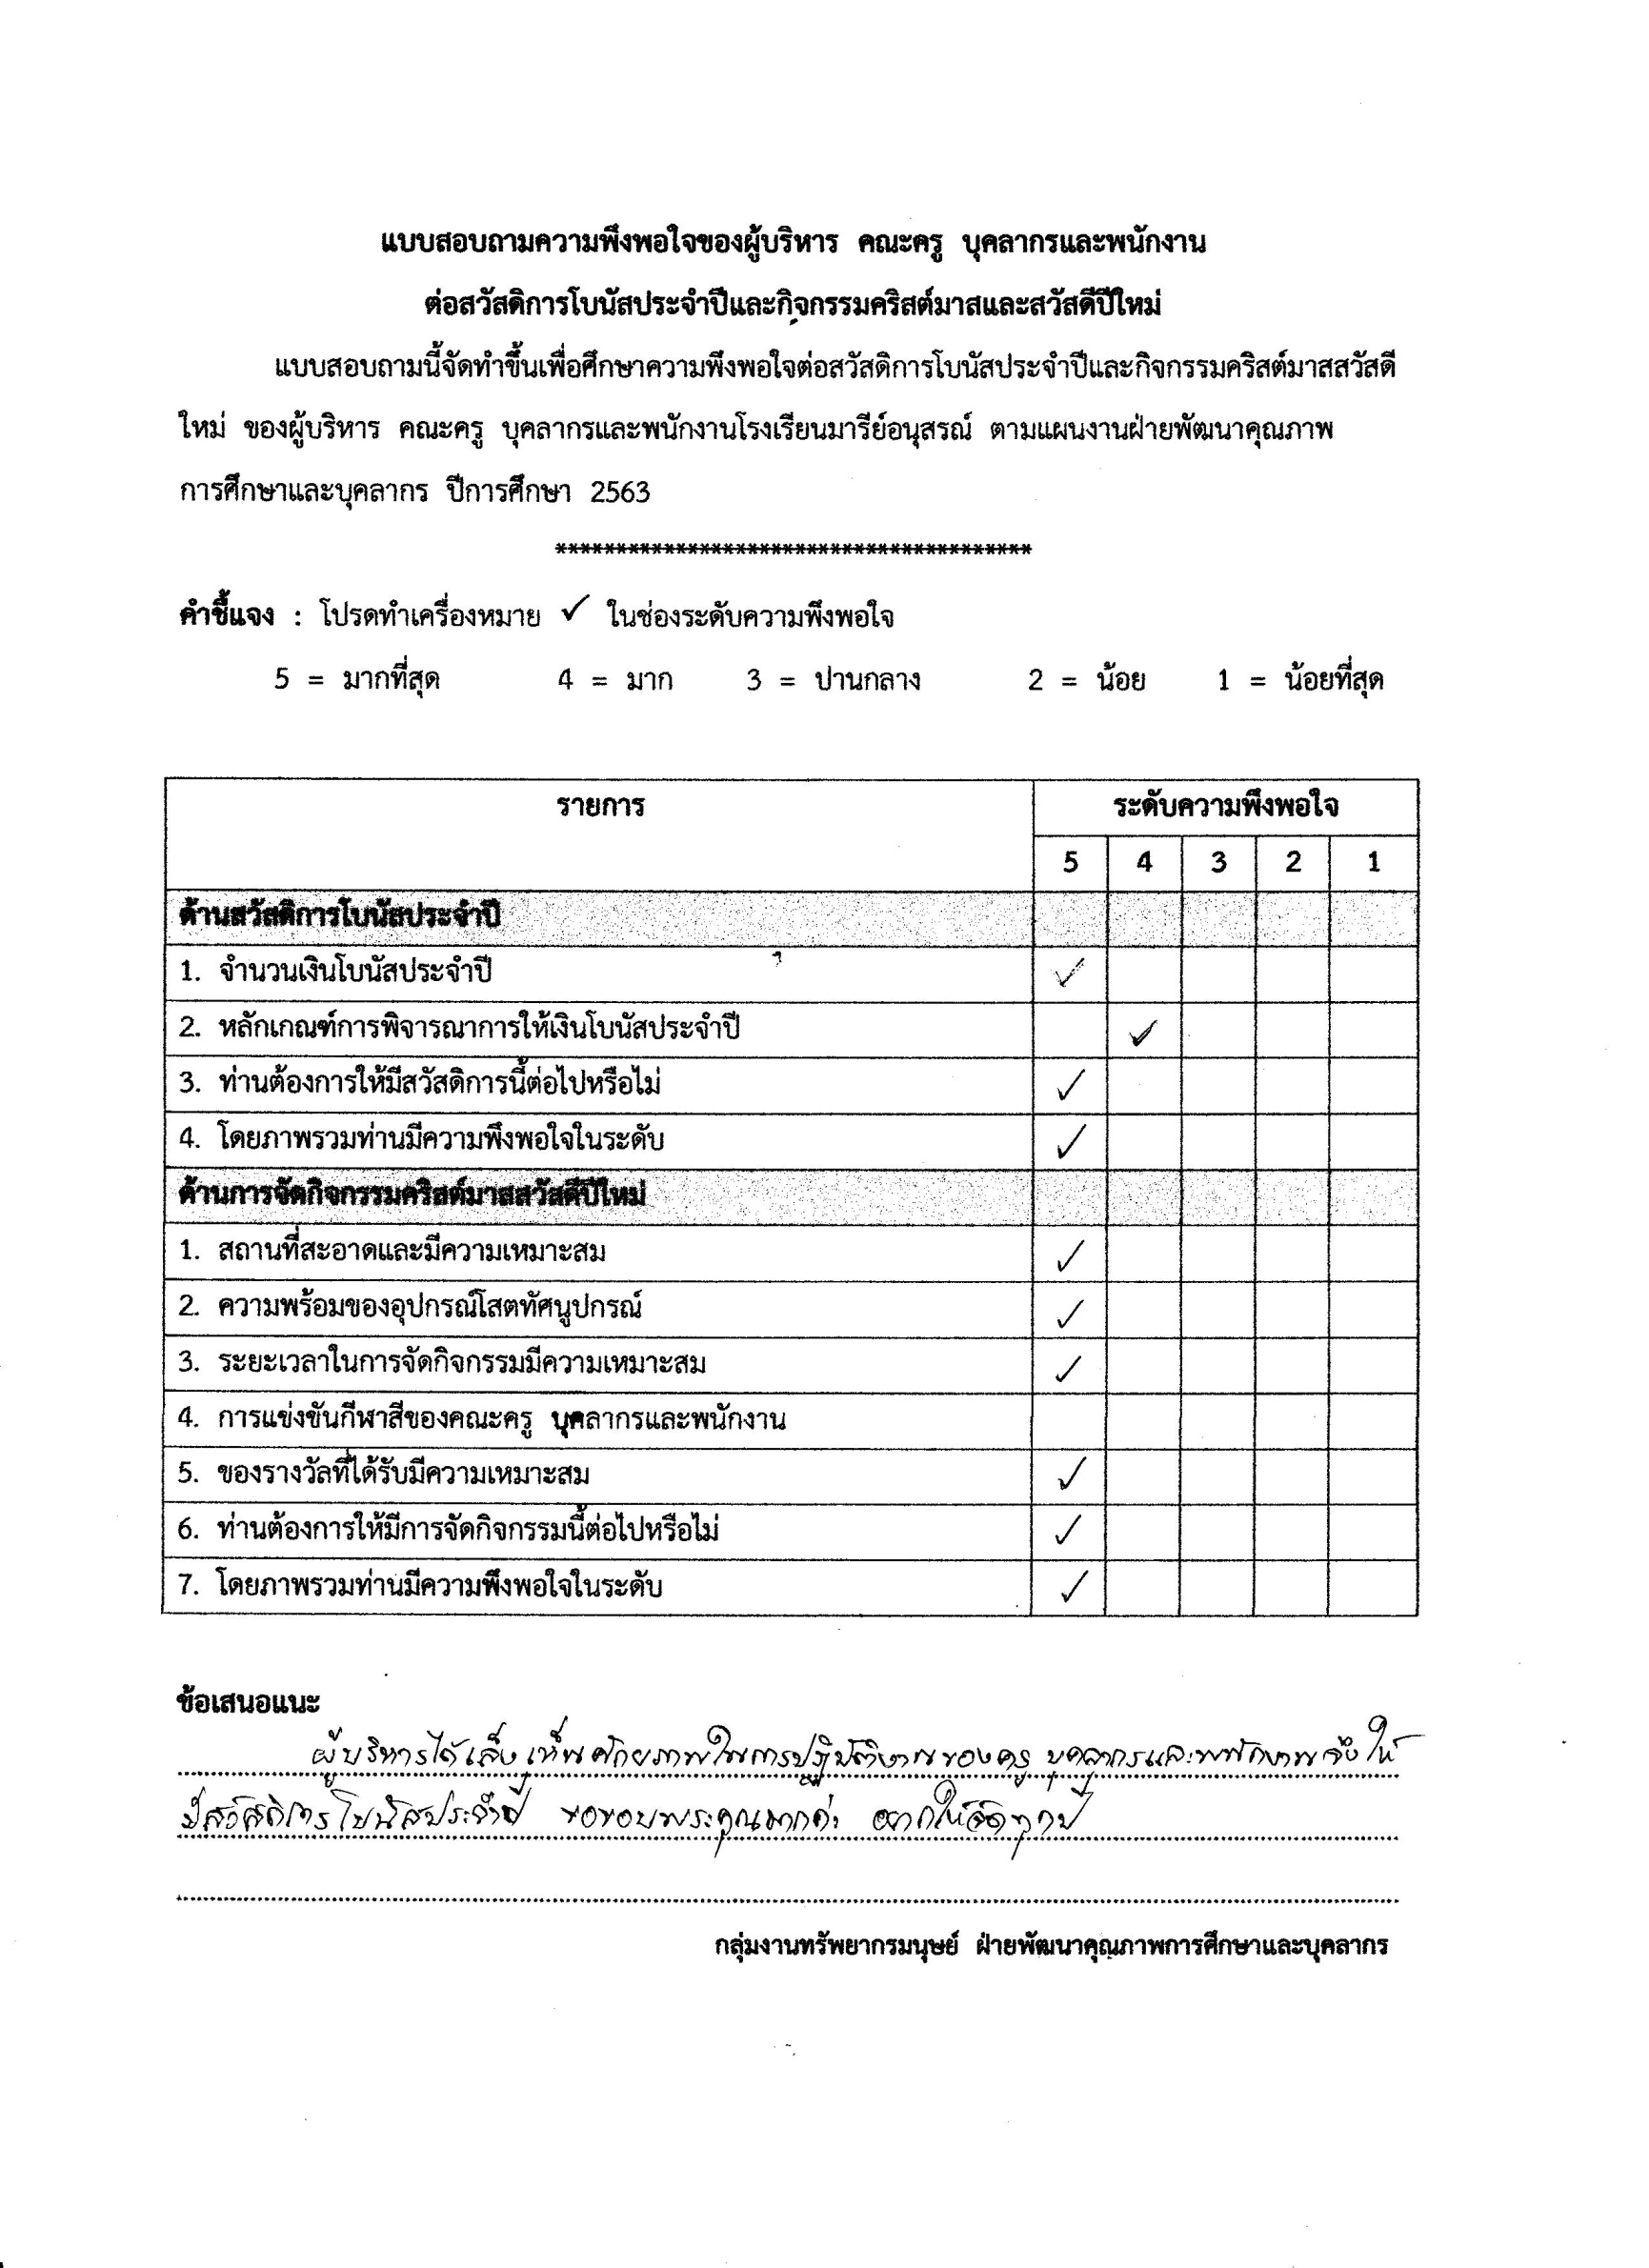 แบบสอบถามความพึงพอใจของผู้บริหาร คณะครู บุคลากรและพนักงาน
ต่อสวัสดิการโบนัสประจำปีและกิจกรรมคริสต์มาสและสวัสดีปีใหม่
แบบสอบถามนี้จัดทำขึ้นเพื่อศึกษาความพึงพอใจต่อสวัสดิการโบนัสประจำปีและกิจกรรมคริสต์มาสสวัสดี
ใหม่ ของผู้บริหาร คณะครู บุคลากรและพนักงานโรงเรียนมารีย์อนุสรณ์ ตามแผนงานฝ่ายพัฒนาคุณภาพ
การศึกษาและบุคลากร ปีการศึกษา 2563
****************************************
คำชี้แจง : โปรดทำเครื่องหมาย ✓ ในช่องระดับความพึงพอใจ
5 = มากที่สุด 4 = มาก 3 = ปานกลาง 2 = น้อย 1 = น้อยที่สุด
รายการ ระดับความพึงพอใจ
5 4 3 2 1
ด้านสวัสดิการโบนัสประจำปี
1. จำนวนเงินโบนัสประจำปี ✓
2. หลักเกณฑ์การพิจารณาการให้เงินโบนัสประจำปี ✓
3. ท่านต้องการให้มีสวัสดิการนี้ต่อไปหรือไม่ ✓
4. โดยภาพรวมท่านมีความพึงพอใจในระดับ ✓
ด้านการจัดกิจกรรมคริสต์มาสสวัสดีปีใหม่
1. สถานที่สะอาดและมีความเหมาะสม ✓
2. ความพร้อมของอุปกรณ์โสตทัศนูปกรณ์ ✓
3. ระยะเวลาในการจัดกิจกรรมมีความเหมาะสม ✓
4. การแข่งขันกีฬาสีของคณะครู บุคลากรและพนักงาน
5. ของรางวัลที่ได้รับมีความเหมาะสม ✓
6. ท่านต้องการให้มีการจัดกิจกรรมนี้ต่อไปหรือไม่ ✓
7. โดยภาพรวมท่านมีความพึงพอใจในระดับ ✓
ข้อเสนอแนะ
ผู้บริหารได้เล็งเห็นศักยภาพในการปฏิบัติงานของครู บุคลากรและพนักงาน จึงให้
มีสวัสดิการโบนัสประจำปี ขอขอบพระคุณมากค่ะ อยากให้จัดทุกปี
กลุ่มงานทรัพยากรมนุษย์ ฝ่ายพัฒนาคุณภาพการศึกษาและบุคลากร